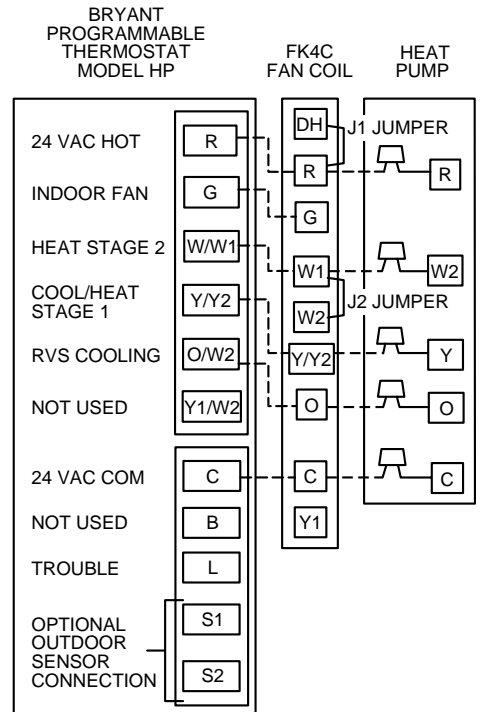 BRYANT
PROGRAMMABLE
THERMOSTAT
MODEL HP
FK4C
FAN COIL
HEAT
PUMP
24 VAC HOT
R
DH
J1 JUMPER
R
R
INDOOR FAN
G
G
HEAT STAGE 2
W/W1
W1
W2
COOL/HEAT
STAGE 1
Y/Y2
W2
J2 JUMPER
Y/Y2
Y
RVS COOLING
O/W2
O
O
NOT USED
Y1/W2
24 VAC COM
C
C
C
NOT USED
B
Y1
TROUBLE
L
OPTIONAL
OUTDOOR
SENSOR
CONNECTION
S1
S2